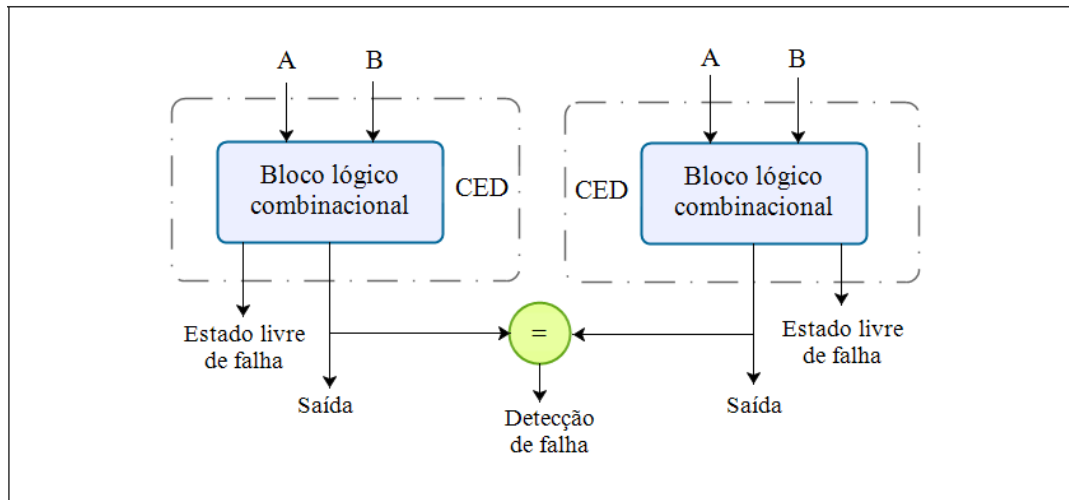 A
B
Bloco lógico
combinacional
CED
Estado livre
de falha
Saída
=
Detecção
de falha
A
B
CED
Bloco lógico
combinacional
Estado livre
de falha
Saída